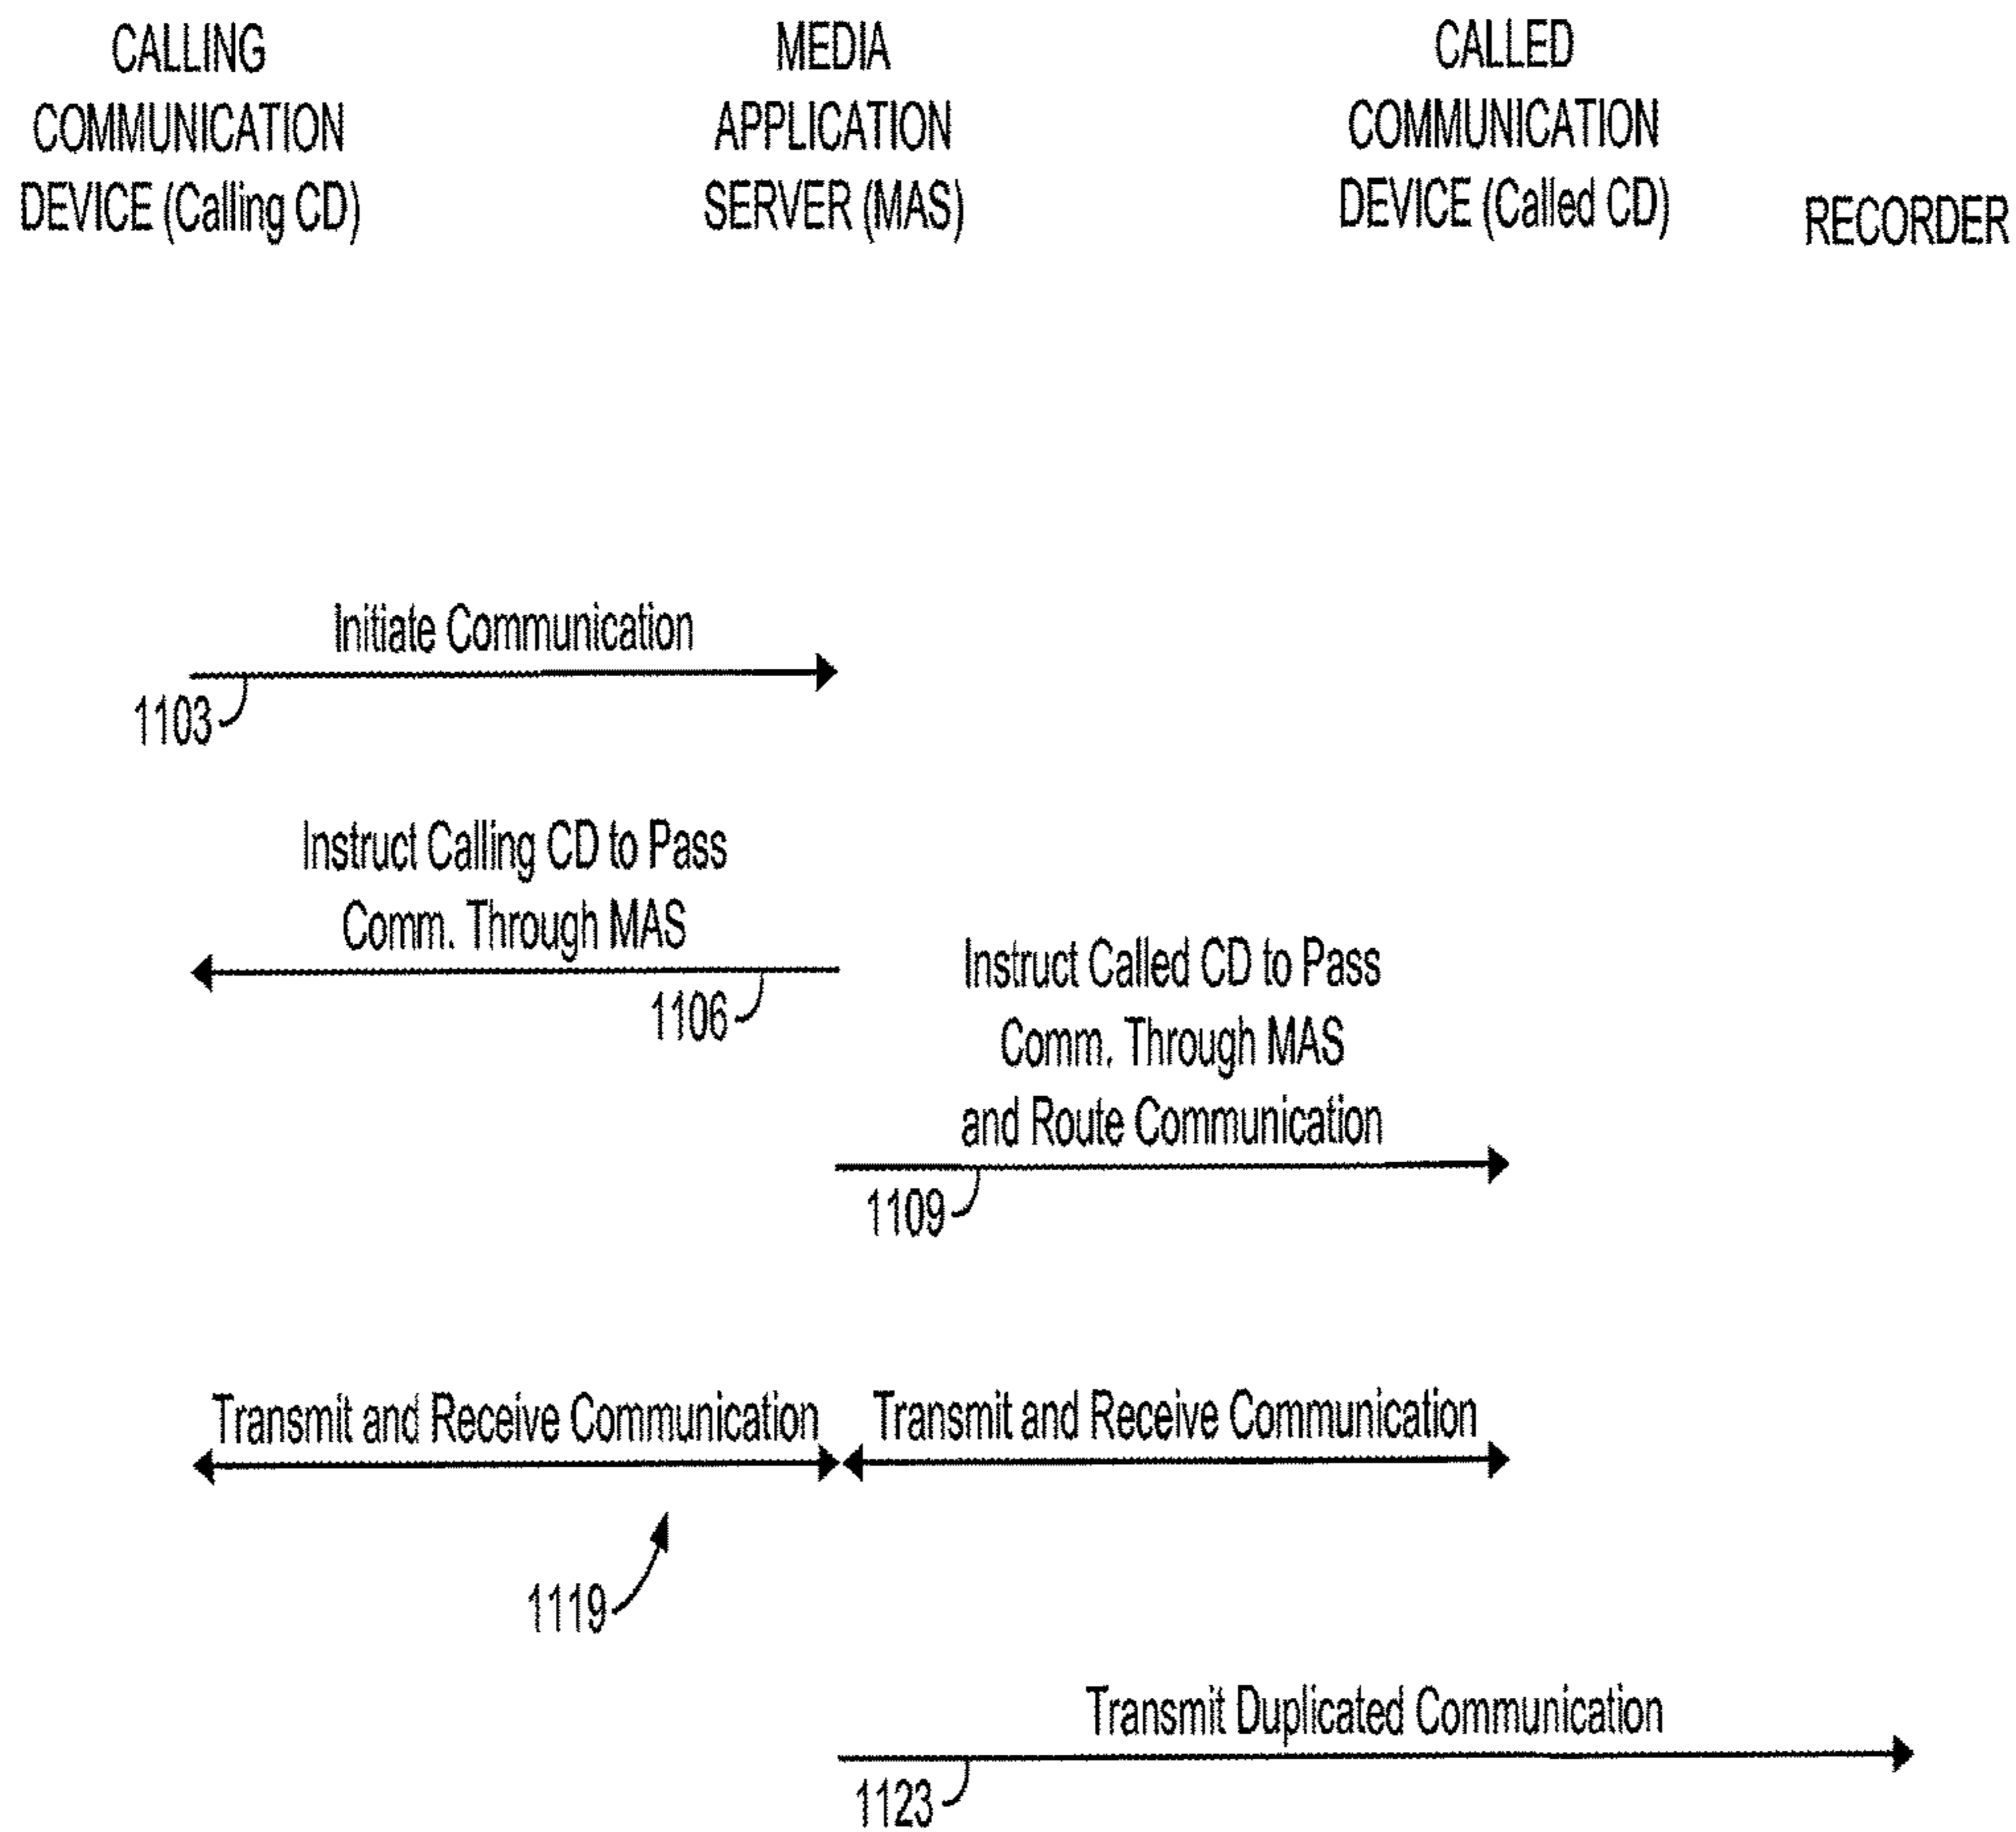 CALLING
COMMUNICATION
DEVICE (Calling CD)
MEDIA
APPLICATION
SERVER (MAS)
CALLED
COMMUNICATION
DEVICE (Called CD)
RECORDER
Initiate Communication
1103
Instruct Calling CD to Pass
Comm. Through MAS
1106
Instruct Called CD to Pass
Comm. Through MAS
and Route Communication
1109
Transmit and Receive Communication
Transmit and Receive Communication
1119
Transmit Duplicated Communication
1123